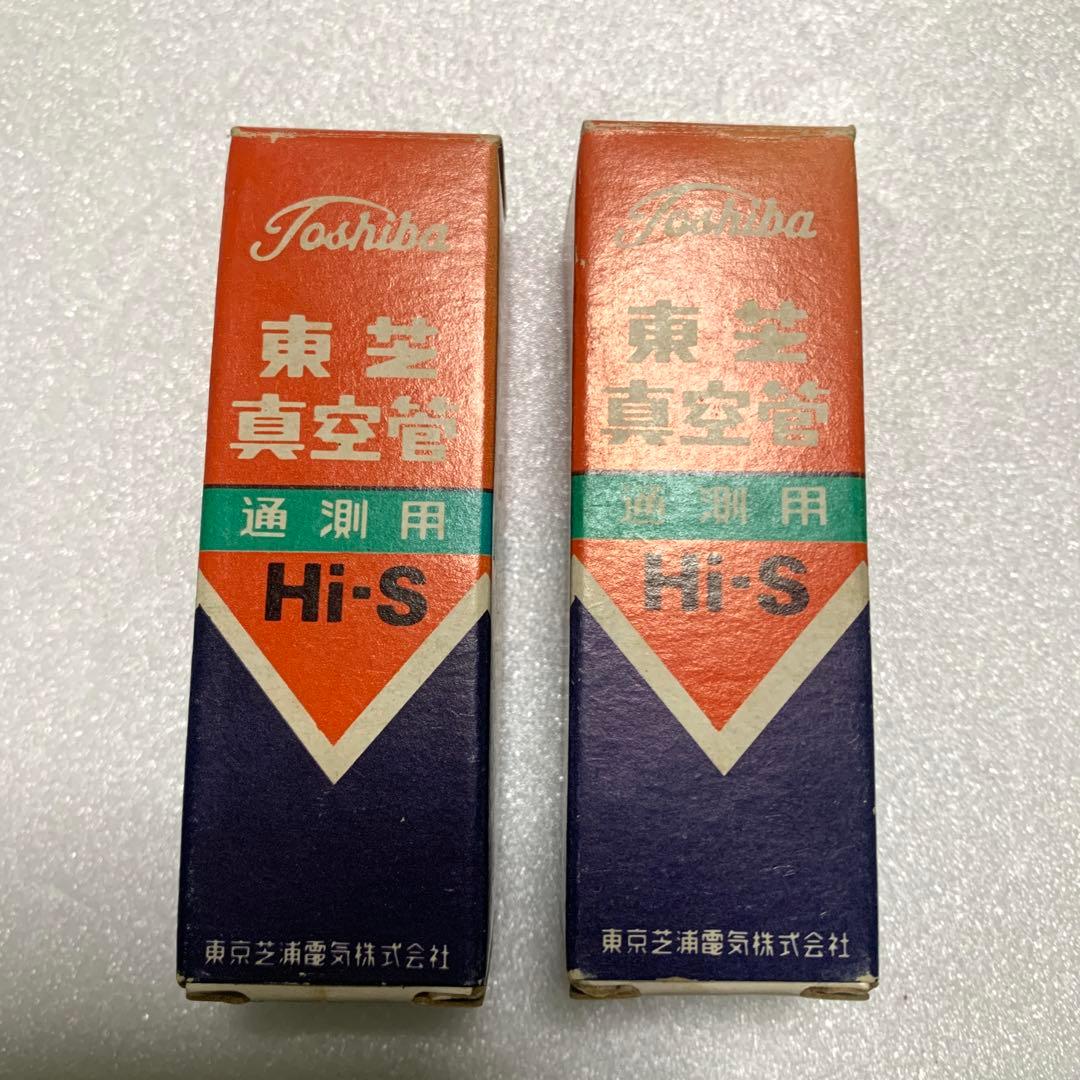 Toshiba
東芝
真空管
通測用
Hi-S
東京芝浦電気株式会社
Toshiba
東芝
真空管
通測用
Hi-S
東京芝浦電気株式会社